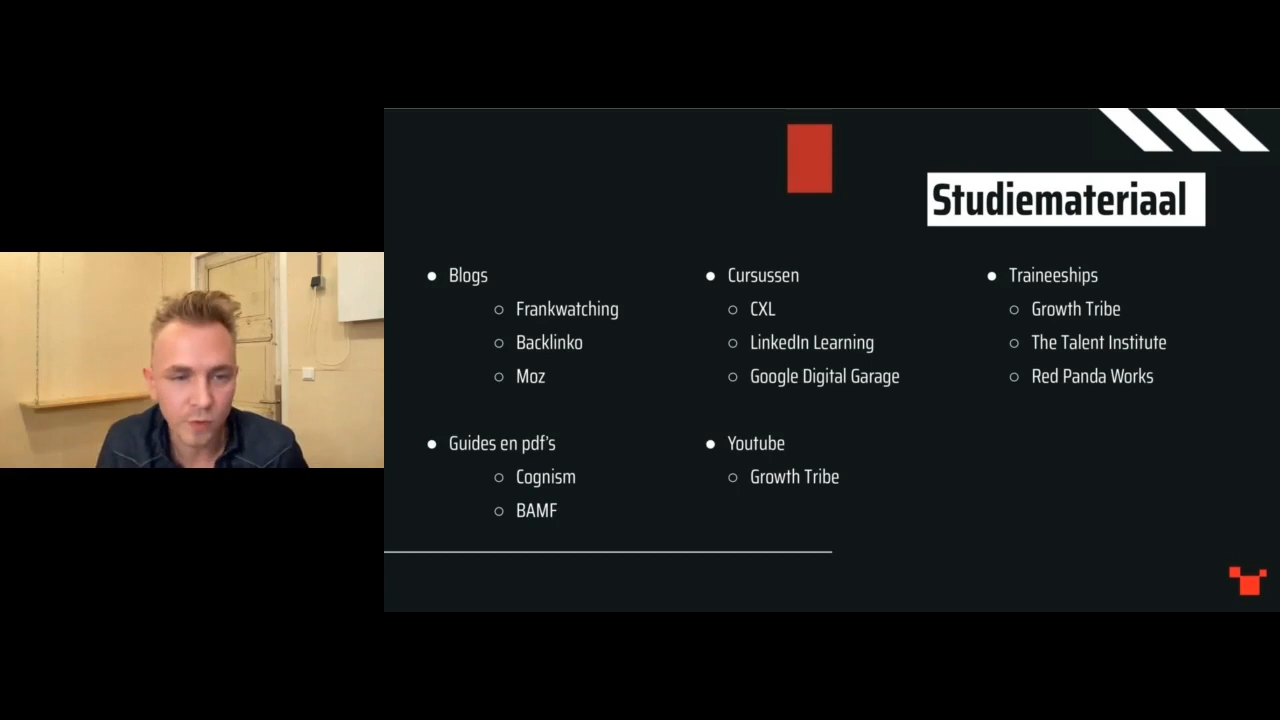 Studiemateriaal
Blogs
Frankwatching
Backlinko
Moz
Guides en pdf's
Cognism
BAMF
Cursussen
CXL
LinkedIn Learning
Google Digital Garage
Youtube
Growth Tribe
Traineeships
Growth Tribe
The Talent Institute
Red Panda Works